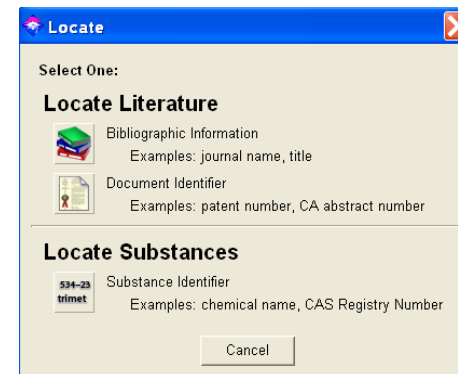 Locate
Select One:
Locate Literature
Bibliographic Information
Examples: journal name, title
Document Identifier
Examples: patent number, CA abstract number
Locate Substances
534-23
trimet
Substance Identifier
Examples: chemical name, CAS Registry Number
Cancel